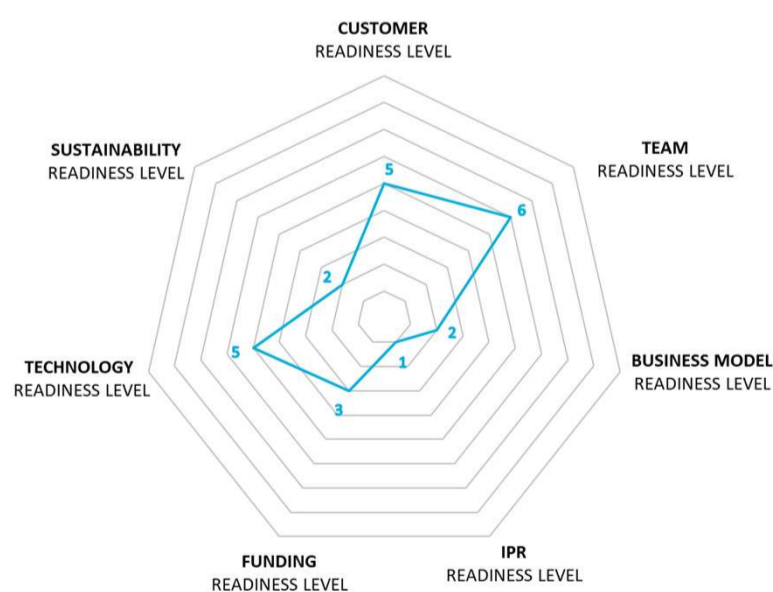 CUSTOMER
READINESS LEVEL
SUSTAINABILITY
READINESS LEVEL
TEAM
READINESS LEVEL
5
6
2
2
5
1
3
TECHNOLOGY
READINESS LEVEL
BUSINESS MODEL
READINESS LEVEL
FUNDING
READINESS LEVEL
IPR
READINESS LEVEL